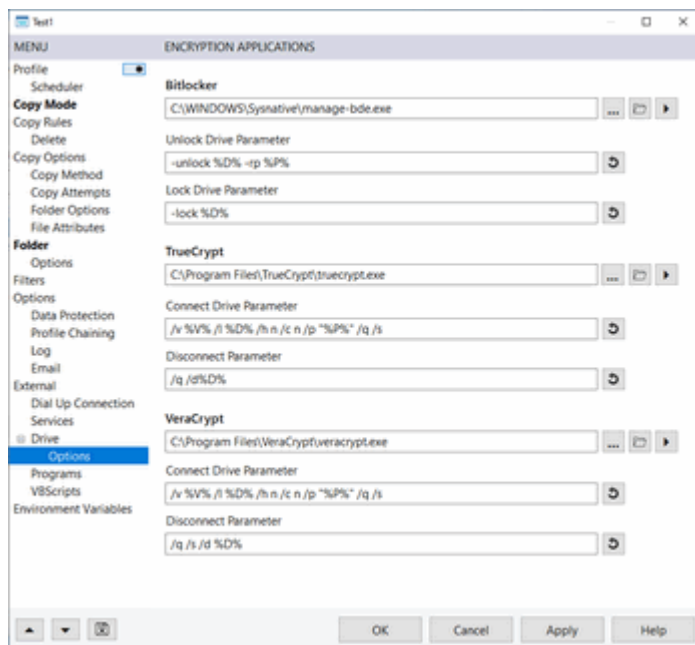 Test1
MENU
Profile
Scheduler
Copy Mode
Copy Rules
Delete
Copy Options
Copy Method
Copy Attempts
Folder Options
File Attributes
Folder
Options
Filters
Options
Data Protection
Profile Chaining
Log
Email
External
Dial Up Connection
Services
Drive
Options
Programs
VBScripts
Environment Variables
ENCRYPTION APPLICATIONS
Bitlocker
C:\WINDOWS\Sysnative\manage-bde.exe
...
Unlock Drive Parameter
-unlock %D% -rp %P%
Lock Drive Parameter
-lock %D%
TrueCrypt
C:\Program Files\TrueCrypt\truecrypt.exe
...
Connect Drive Parameter
/v %V% /l %D% /h n /c n /p "%P%" /q /s
Disconnect Parameter
/q /d%D%
VeraCrypt
C:\Program Files\VeraCrypt\veracrypt.exe
...
Connect Drive Parameter
/v %V% /l %D% /h n /c n /p "%P%" /q /s
Disconnect Parameter
/q /s /d %D%
OK
Cancel
Apply
Help